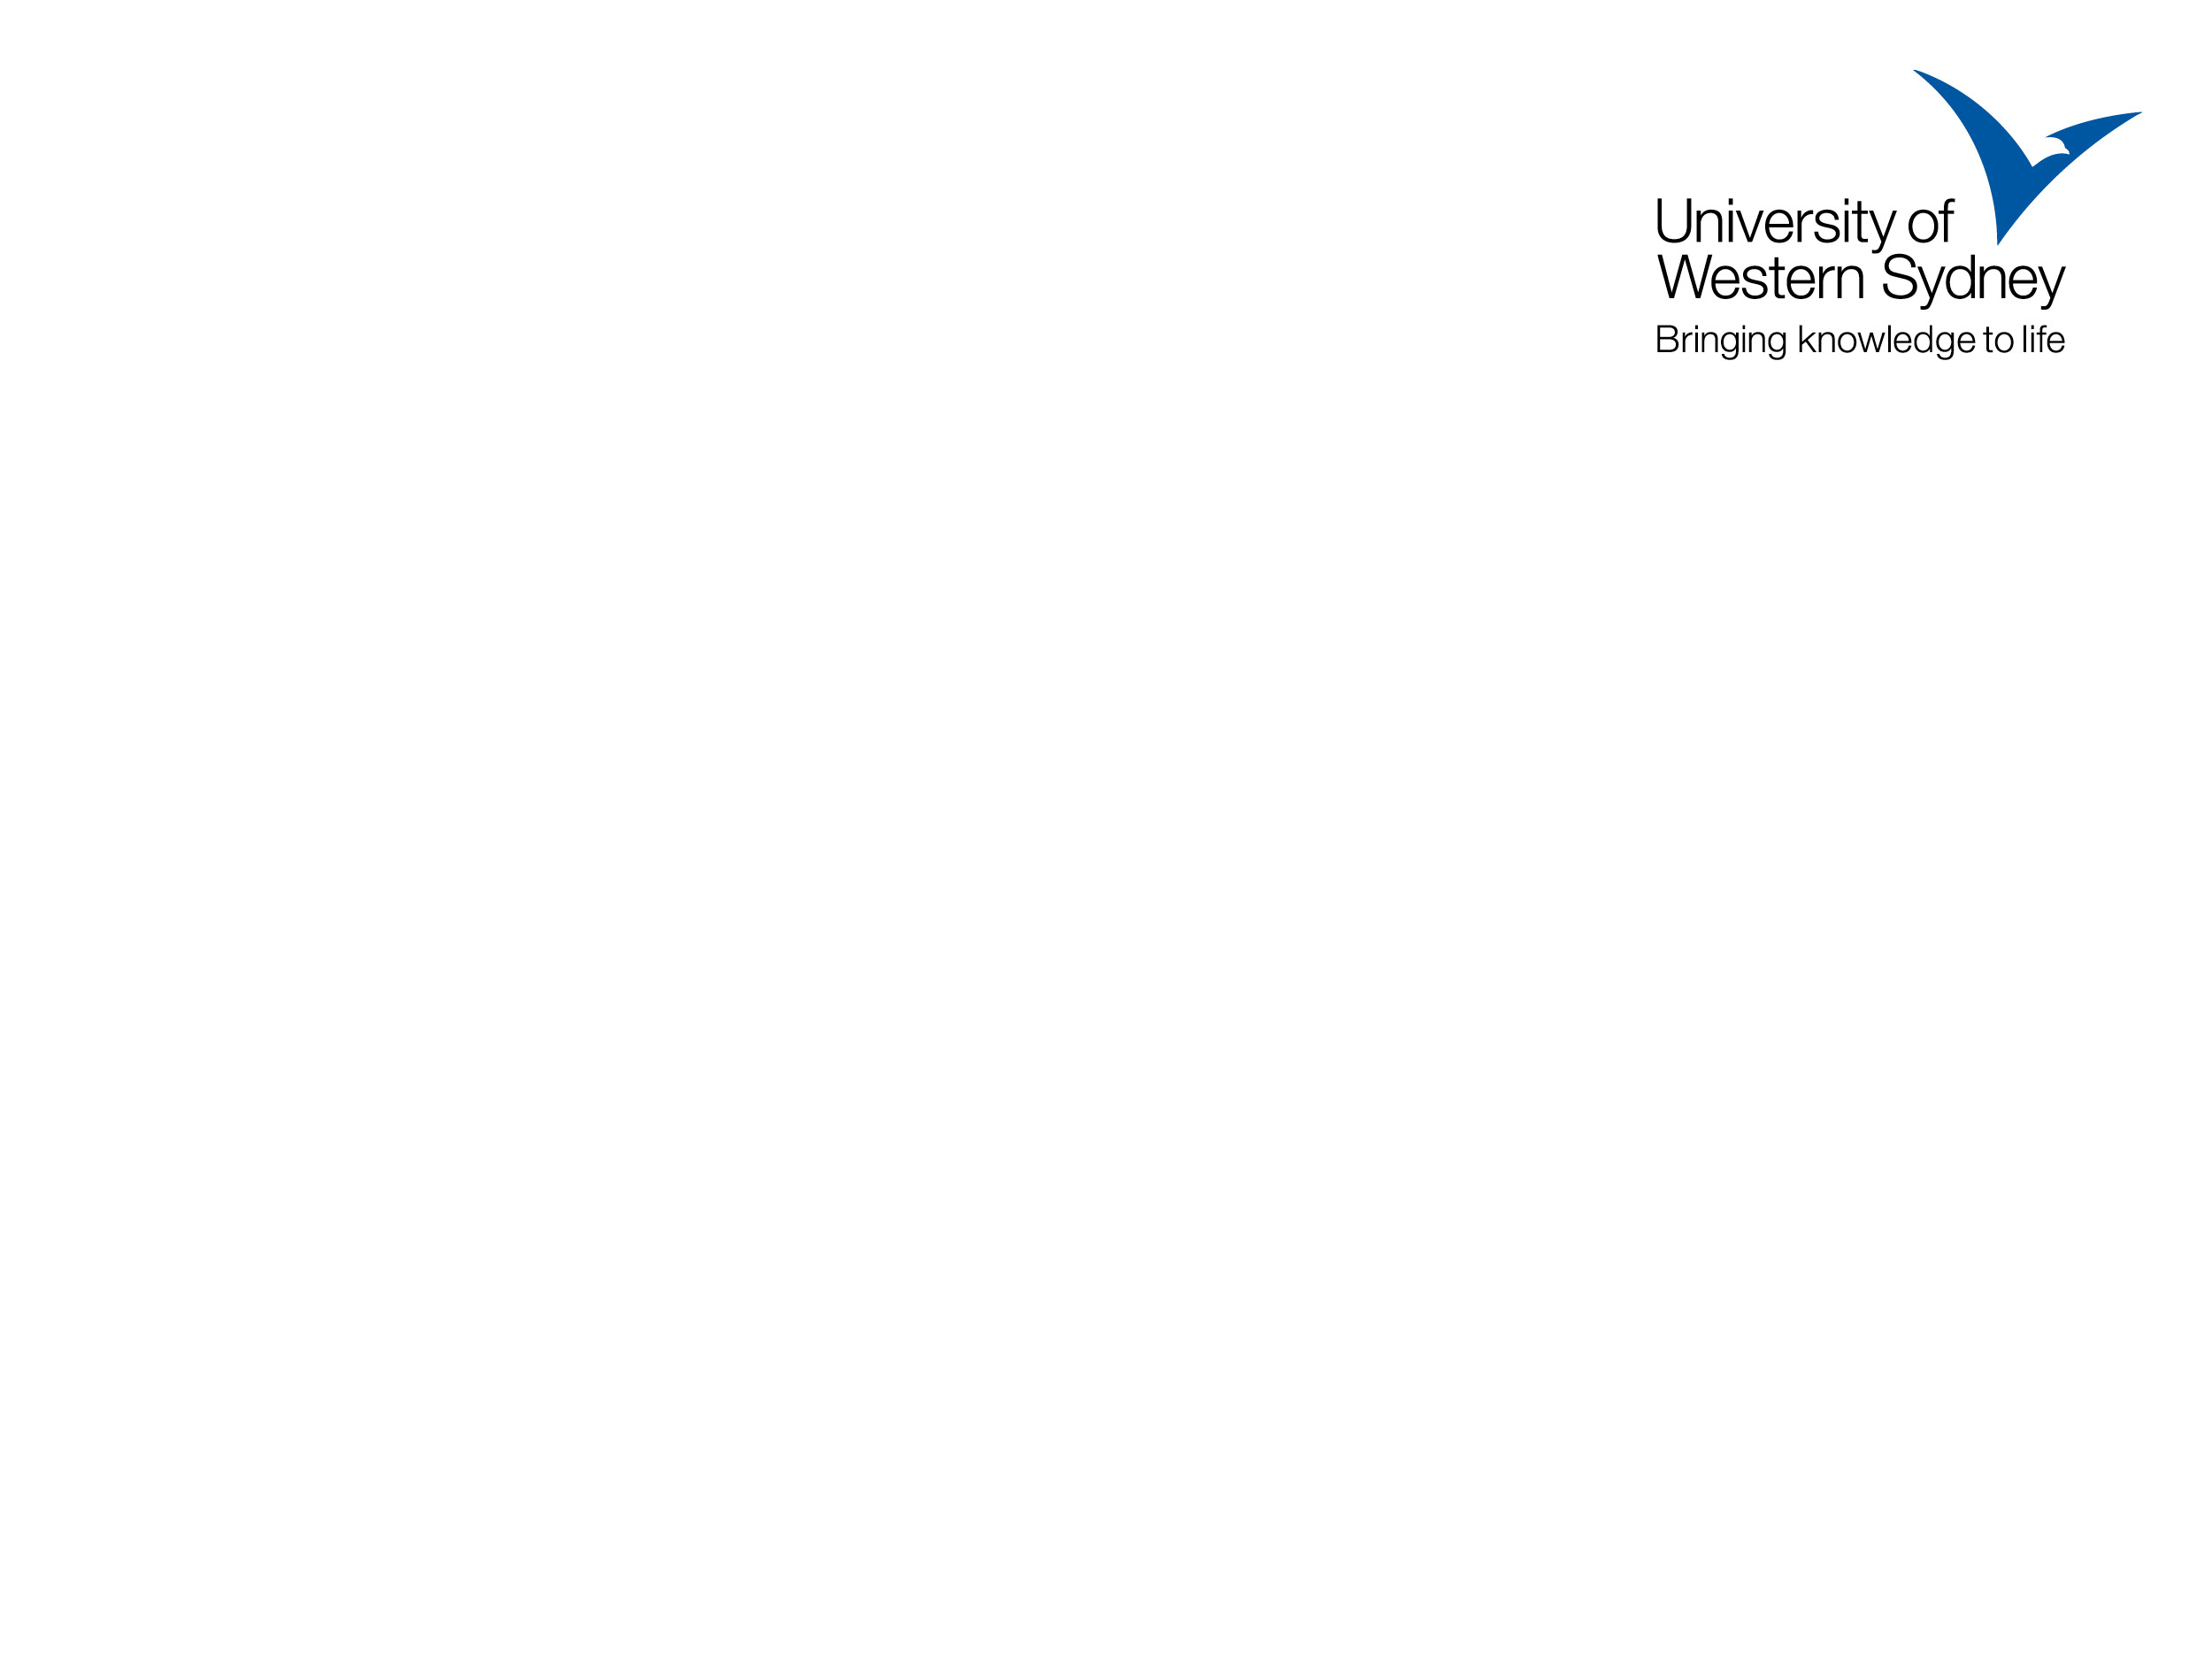 University of
Western Sydney
Bringing knowledge to life